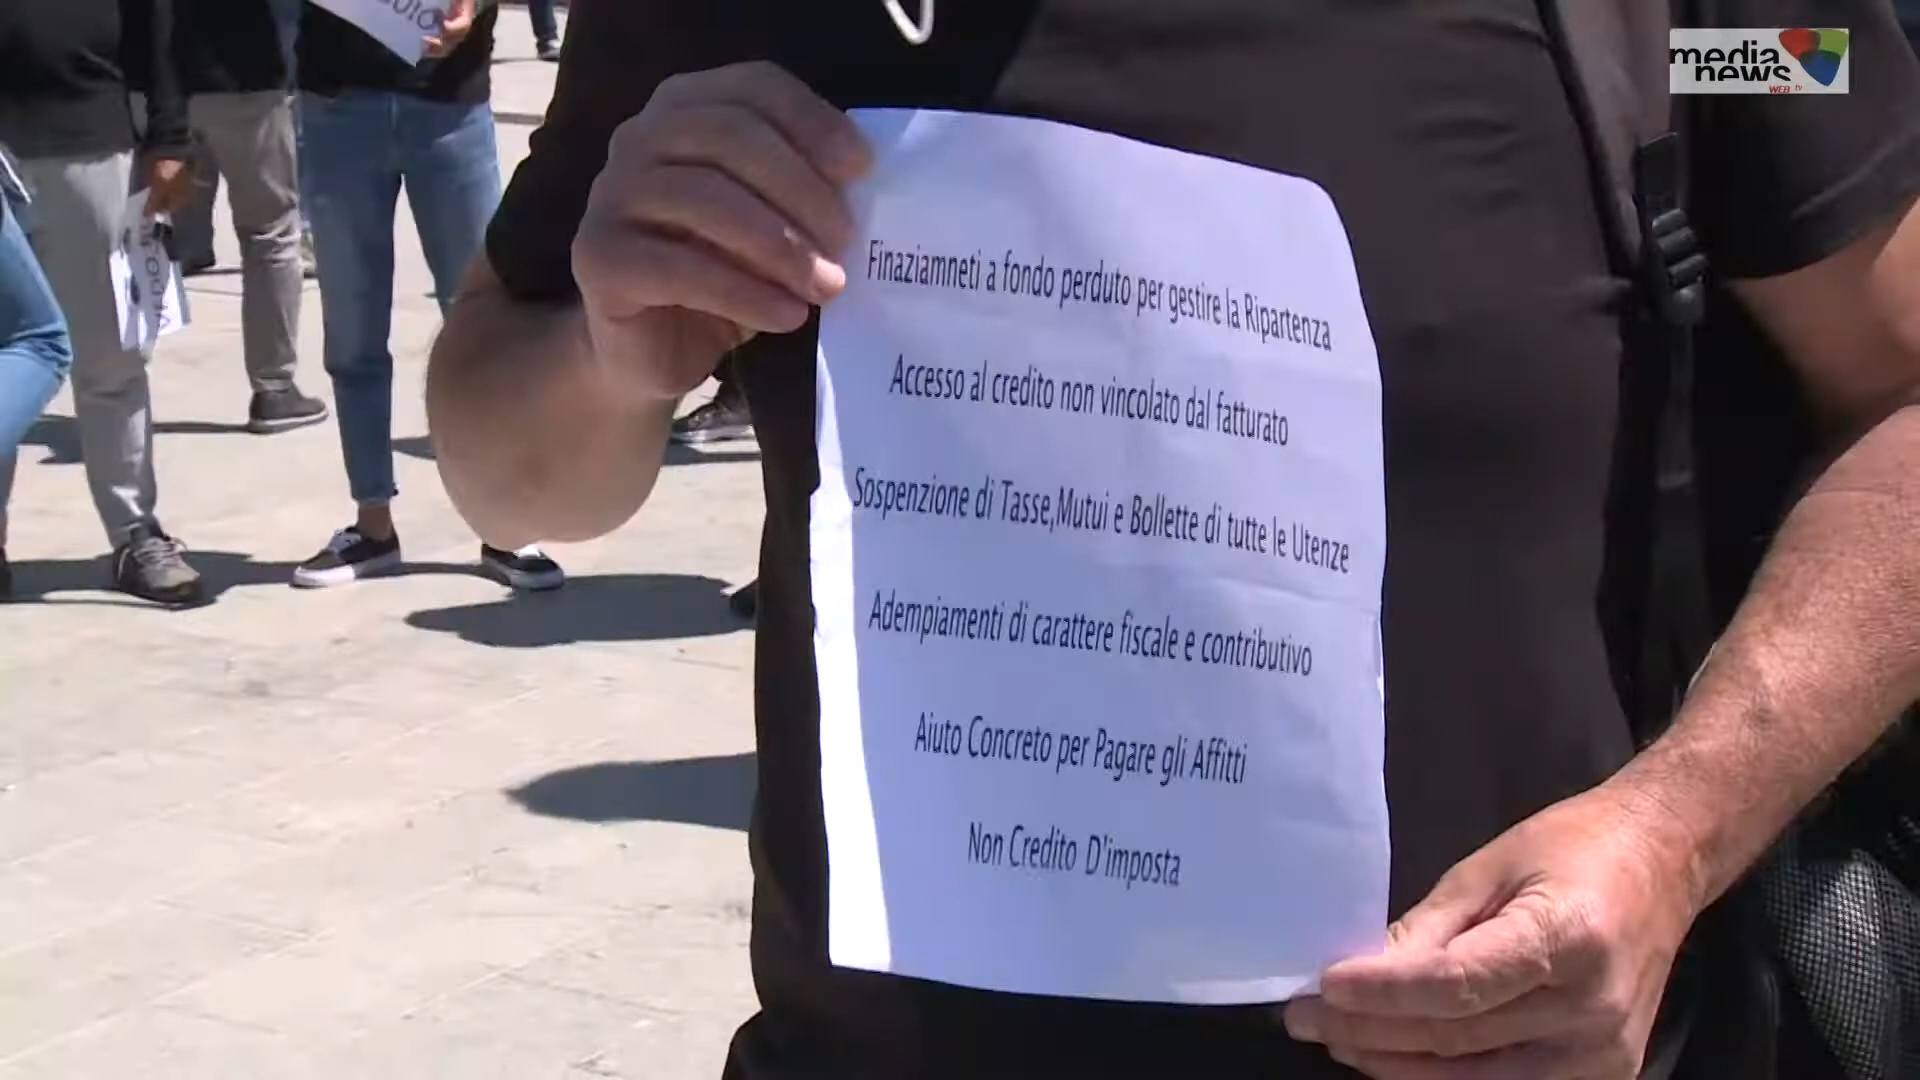 media
news
WEB tv
Finaziamneti a fondo perduto per gestire la Ripartenza
Accesso al credito non vincolato dal fatturato
Sospenzione di Tasse,Mutui e Bollette di tutte le Utenze
Adempiamenti di carattere fiscale e contributivo
Aiuto Concreto per Pagare gli Affitti
Non Credito D'imposta